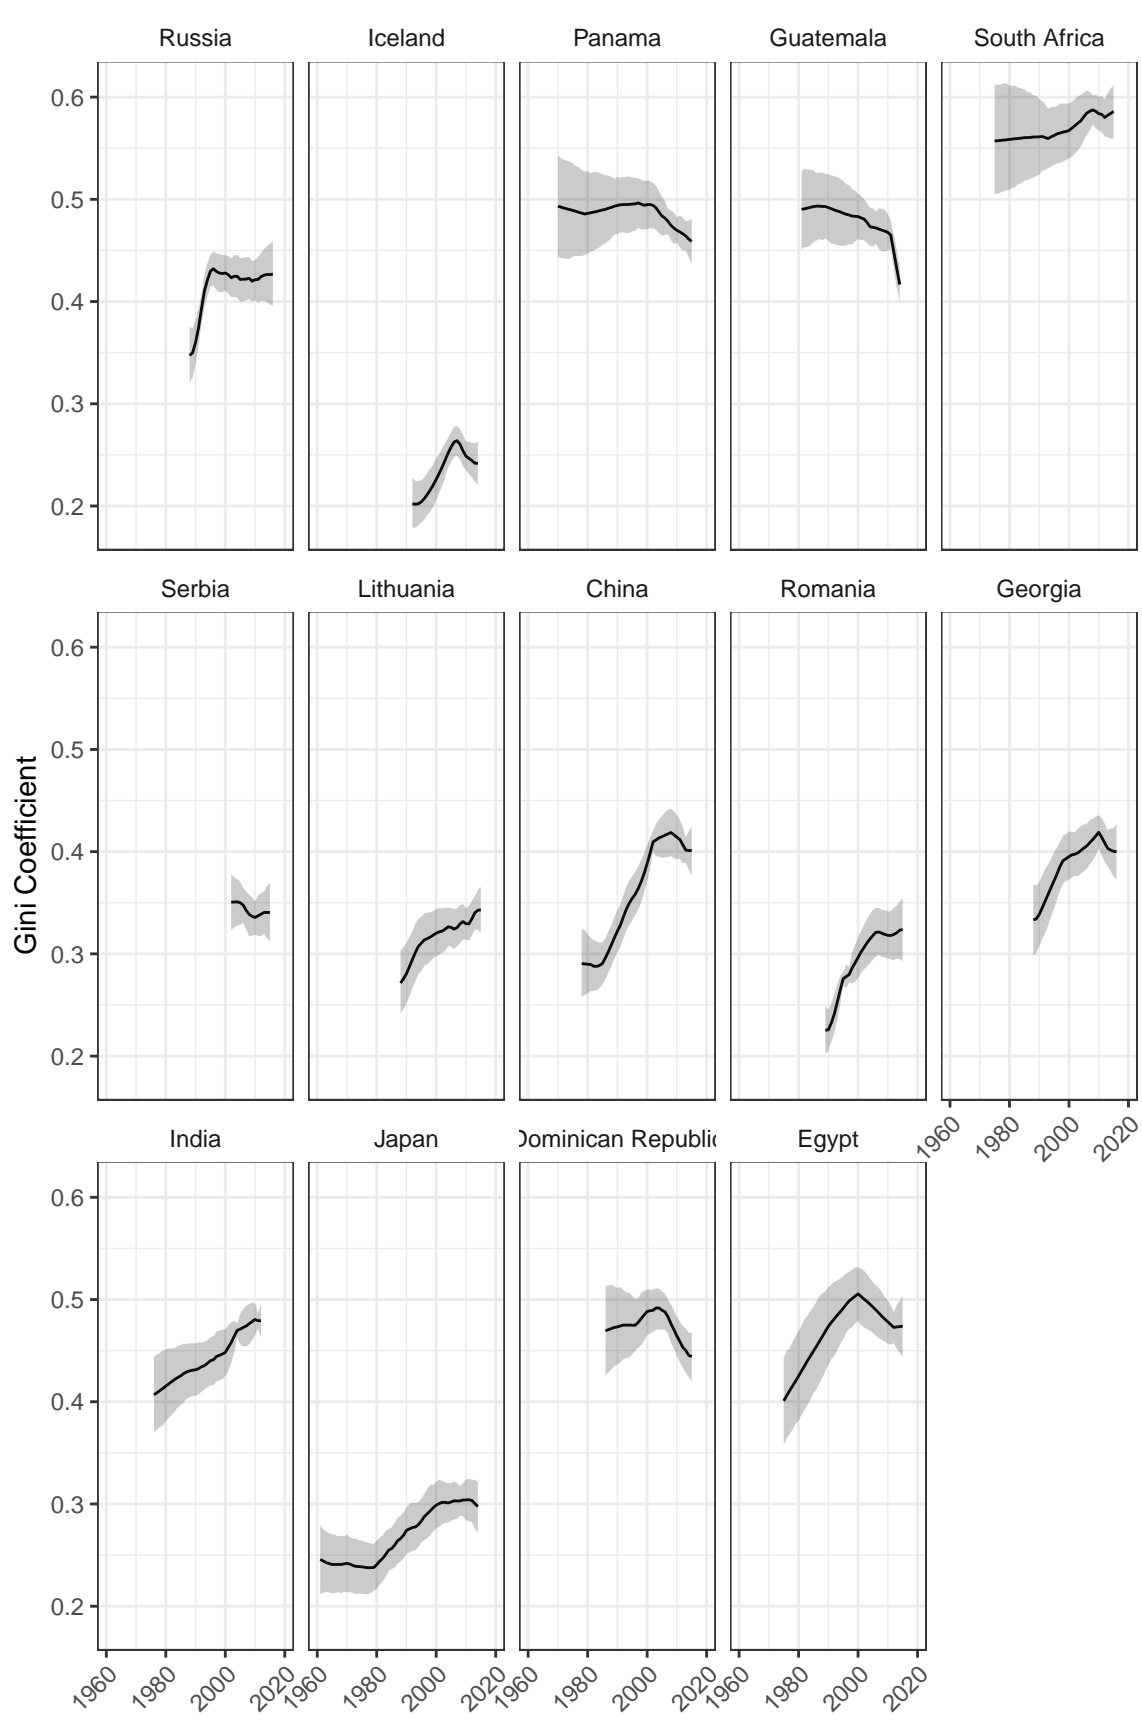 Russia Iceland Panama Guatemala South Africa
0.6
0.5
0.4
0.3
0.2
Serbia Lithuania China Romania Georgia
0.6
0.5
0.4
0.3
0.2
Gini Coefficient
1960 1980 2000 2020
India Japan Dominican Republic Egypt
0.6
0.5
0.4
0.3
0.2
1960 1980 2000 2020 1960 1980 2000 2020 1960 1980 2000 2020 1960 1980 2000 2020